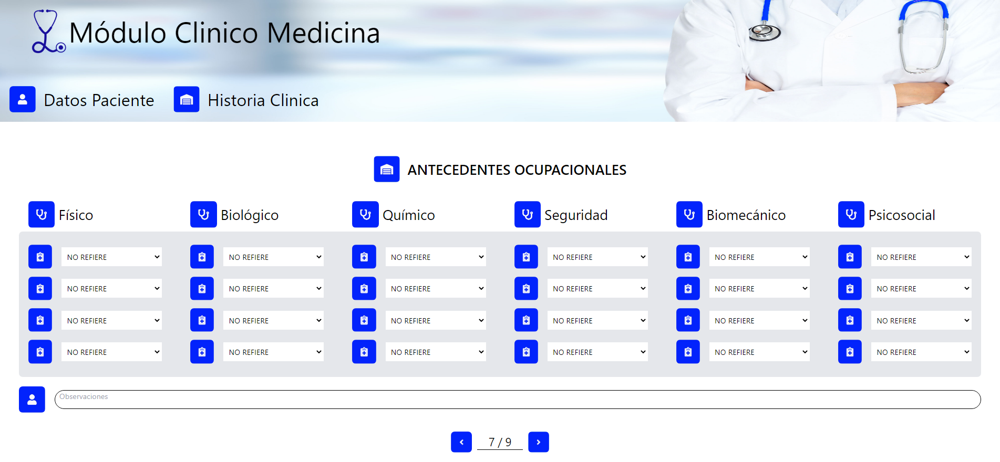 Módulo Clinico Medicina
Datos Paciente Historia Clinica
ANTECEDENTES OCUPACIONALES
Físico Biológico Químico Seguridad Biomecánico Psicosocial
NO REFIERE NO REFIERE NO REFIERE NO REFIERE NO REFIERE NO REFIERE
NO REFIERE NO REFIERE NO REFIERE NO REFIERE NO REFIERE NO REFIERE
NO REFIERE NO REFIERE NO REFIERE NO REFIERE NO REFIERE NO REFIERE
NO REFIERE NO REFIERE NO REFIERE NO REFIERE NO REFIERE NO REFIERE
Observaciones
7 / 9